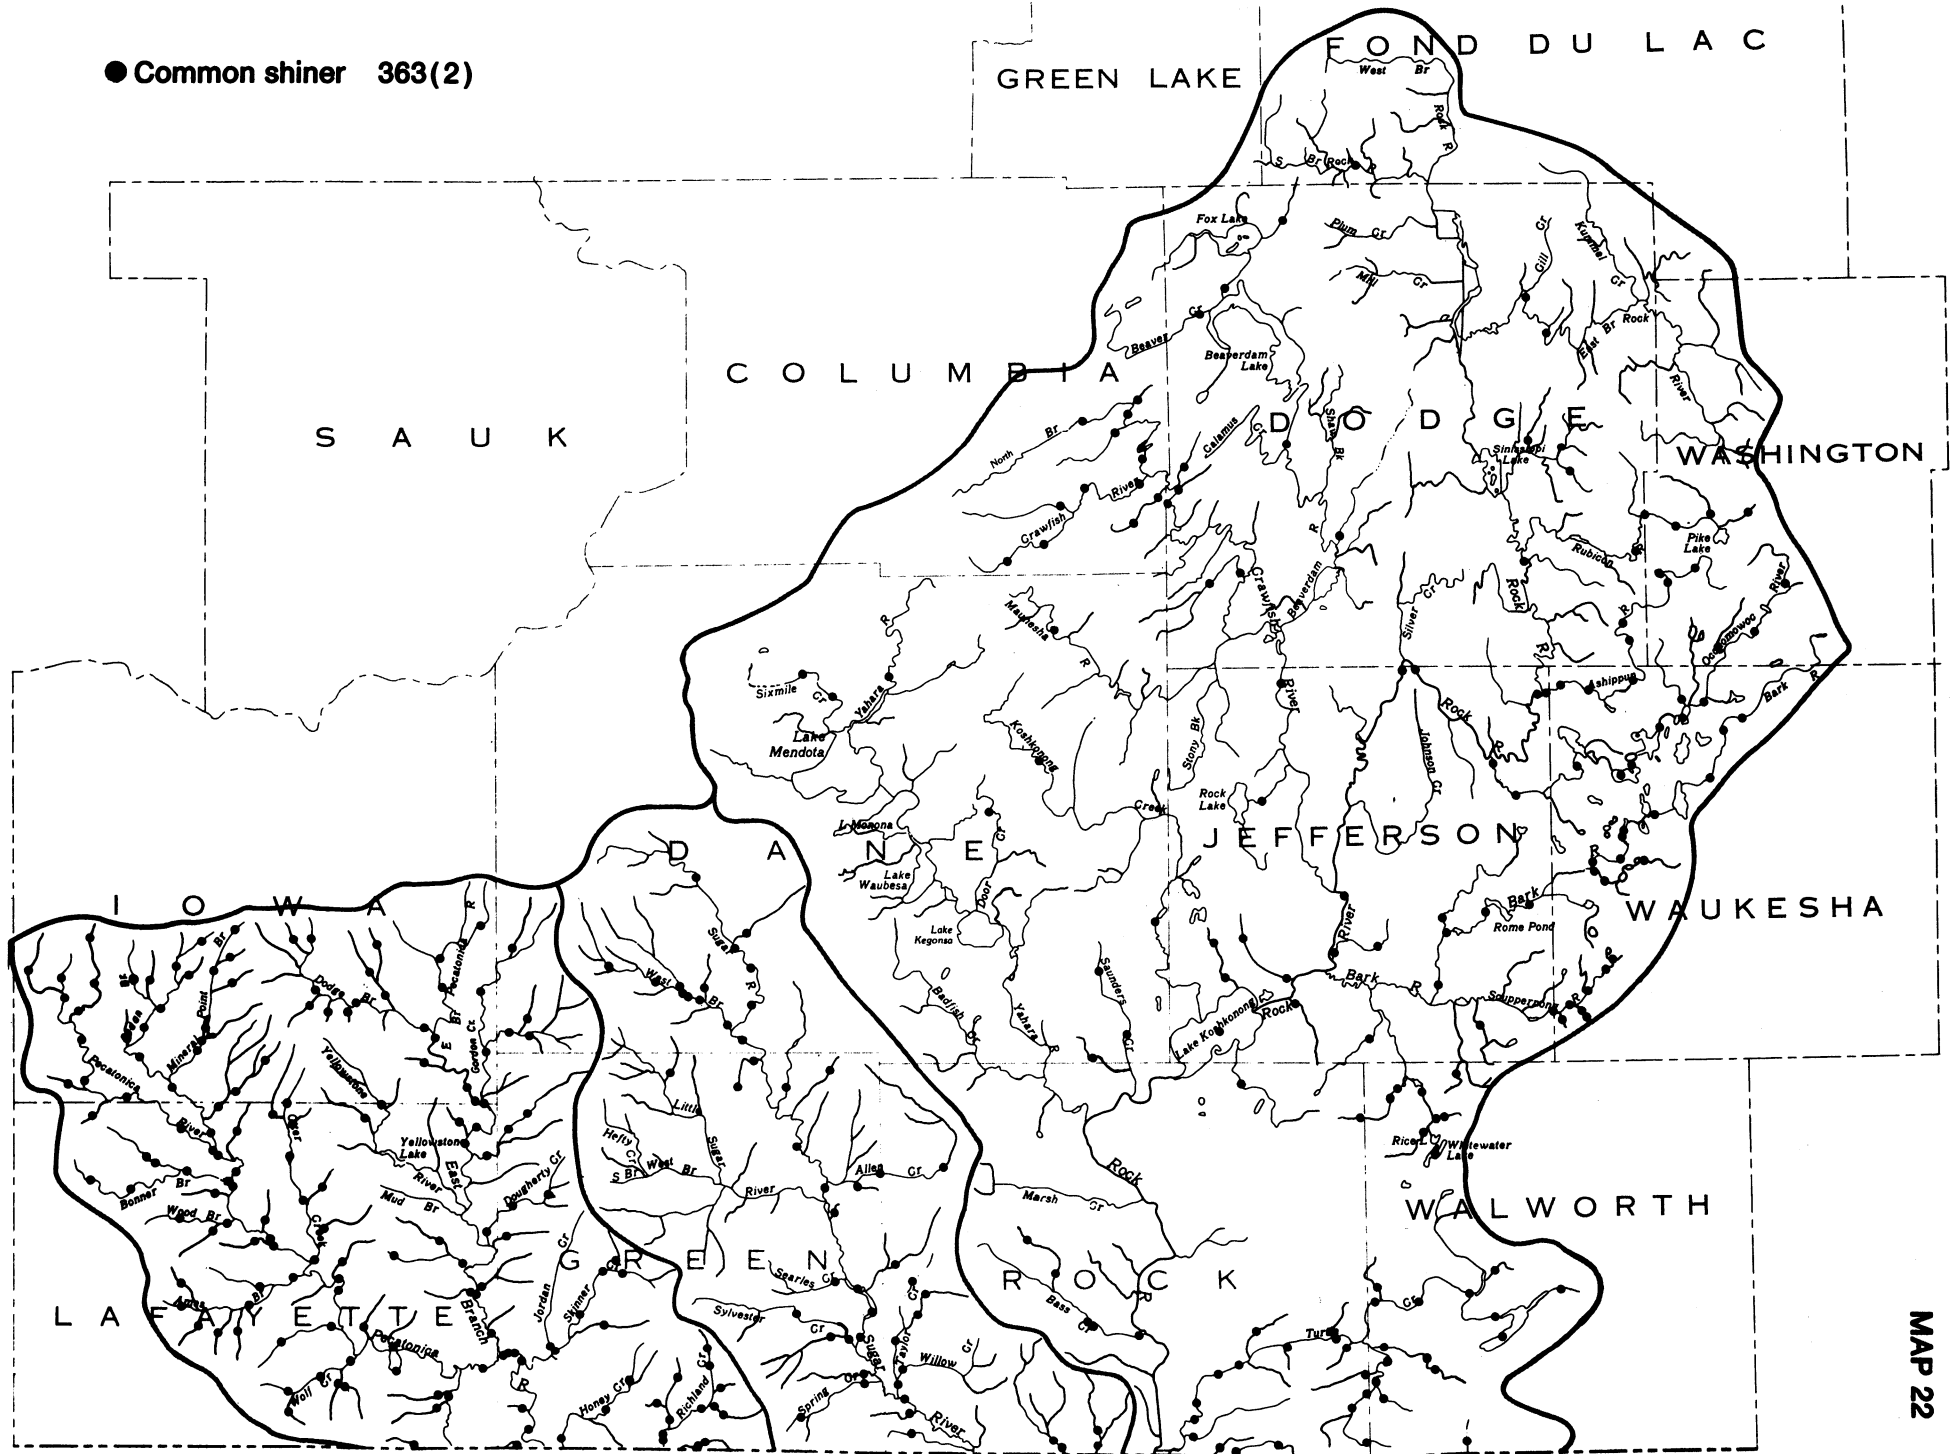 ● Common shiner 363(2)
FOND DU LAC
GREEN LAKE
West Br
Rock R
S Br Rock R
Fox Lake
Plum Cr
Mill Cr
Gill Cr
Kummel Cr
East Br Rock
River
Beaver Cr
Beaverdam Lake
COLUMBIA
SAUK
DODGE
WASHINGTON
North Br
Calamus Cr
Shaw Bk
Sinissippi Lake
Crawfish River
Rubicon R
Pike Lake
Maunesha R
Crawfish
Beaverdam R
Silver Cr
Rock R
Oconomowoc River
Sixmile Cr
Yahara R
Lake Mendota
Koshkonong
Creek
Stony Bk
River
Rock R
Johnson Cr
Ashippun
R
Bark R
Rock Lake
L Monona
Lake Waubesa
DANE
JEFFERSON
Door Cr
Lake Kegonsa
WAUKESHA
Bark
R
Rome Pond
IOWA
Sugar R
West Br
River
Bark R
Scuppernong R
Saunders Cr
Badfish Cr
Yahara R
Lake Koshkonong
Rock
Br
Mineral Point
Dodge Br
Pecatonica
Br
E
Gordon Cr
Pecatonica
River
Yellowstone
Yellowstone Lake
River
East
Mud Br
Dougherty Cr
Little
Sugar
Hefty Cr
S Br West Br
River
Allen Cr
Bonner Br
Wood Br
Creek
Rice L
Whitewater Lake
Rock
Marsh Cr
WALWORTH
GREEN
ROCK
LAFAYETTE
Ames Br
Branch
Jordan Cr
Skinner Cr
Searles Cr
Sylvester
Cr
Sugar
Taylor Cr
Willow Cr
Bass Cr
R
Turtle
Cr
Pecatonica
R
Wolf Cr
Honey Cr
Richland Cr
Spring Cr
River
MAP 22